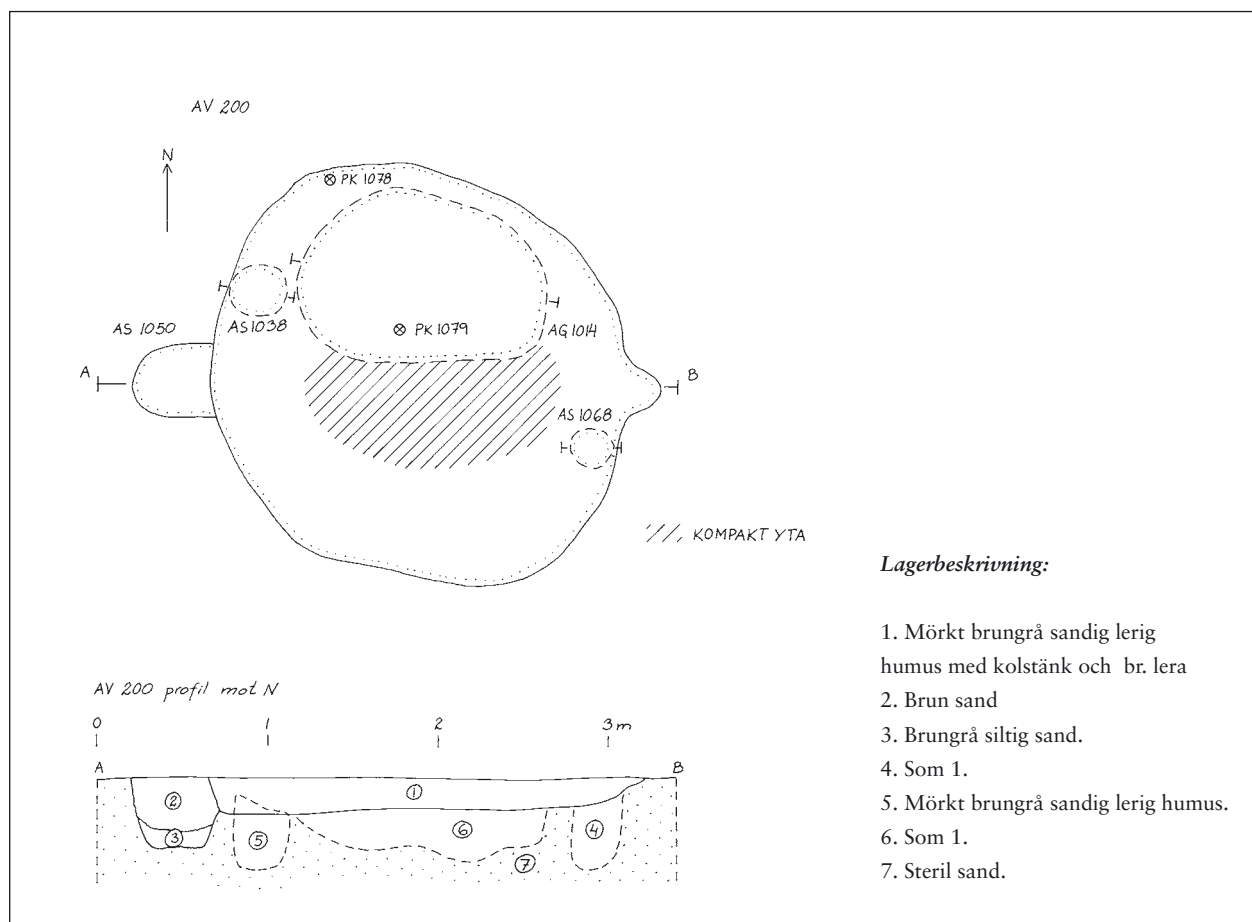 AV 200
N
⊗ PK 1078
AS 1050
AS 1038
⊗ PK 1079
AG 1014
A
B
AS 1068
KOMPAKT YTA
Lagerbeskrivning:
1. Mörkt brungrå sandig lerig
humus med kolstänk och br. lera
2. Brun sand
3. Brungrå siltig sand.
4. Som 1.
5. Mörkt brungrå sandig lerig humus.
6. Som 1.
7. Steril sand.
AV 200 profil mot N
0 1 2 3 m
A B
1
2
3
5
6
4
7